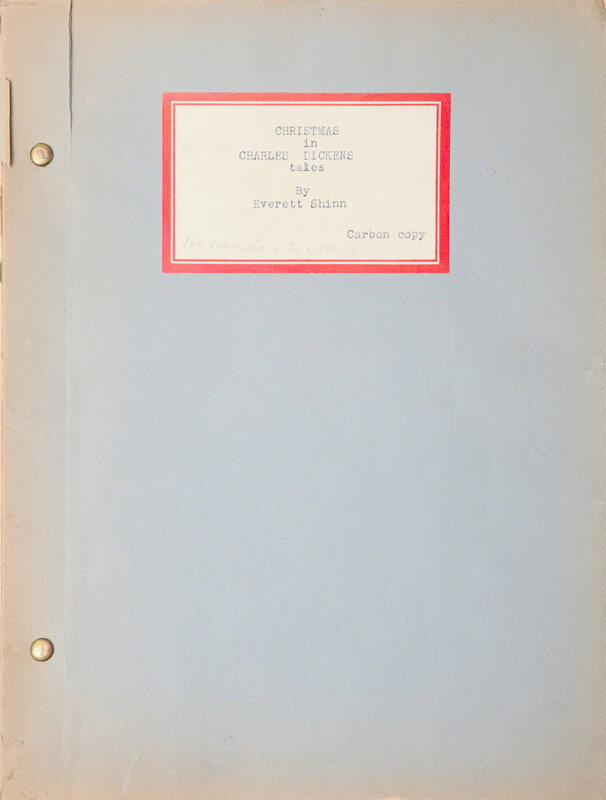 CHRISTMAS
in
CHARLES DICKENS
tales
By
Everett Shinn
Carbon copy